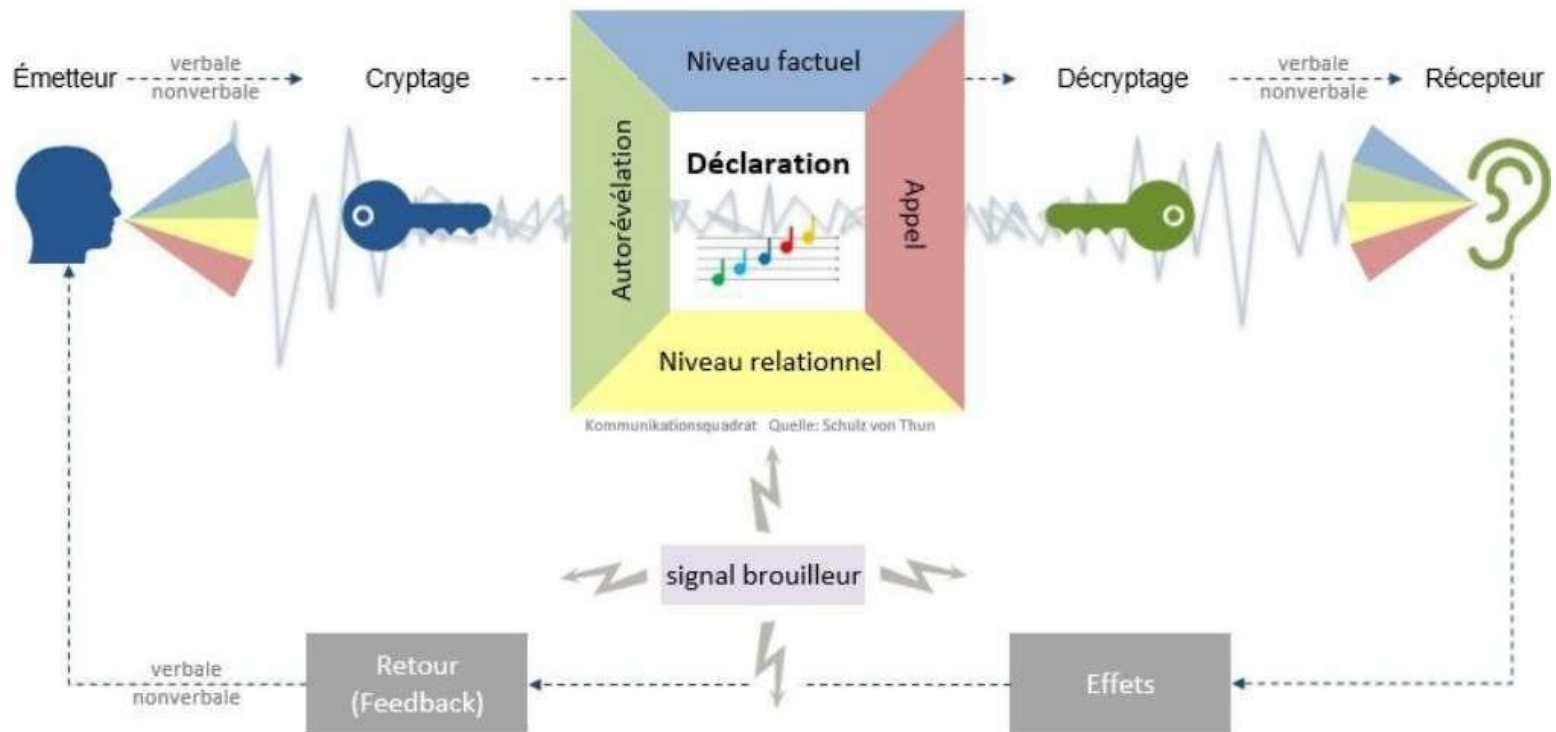 Émetteur
verbale
nonverbale
Cryptage
Niveau factuel
Décryptage
verbale
nonverbale
Récepteur
Autorévélation
Déclaration
Appel
Niveau relationnel
Kommunikationsquadrat Quelle: Schulz von Thun
signal brouilleur
verbale
nonverbale
Retour
(Feedback)
Effets